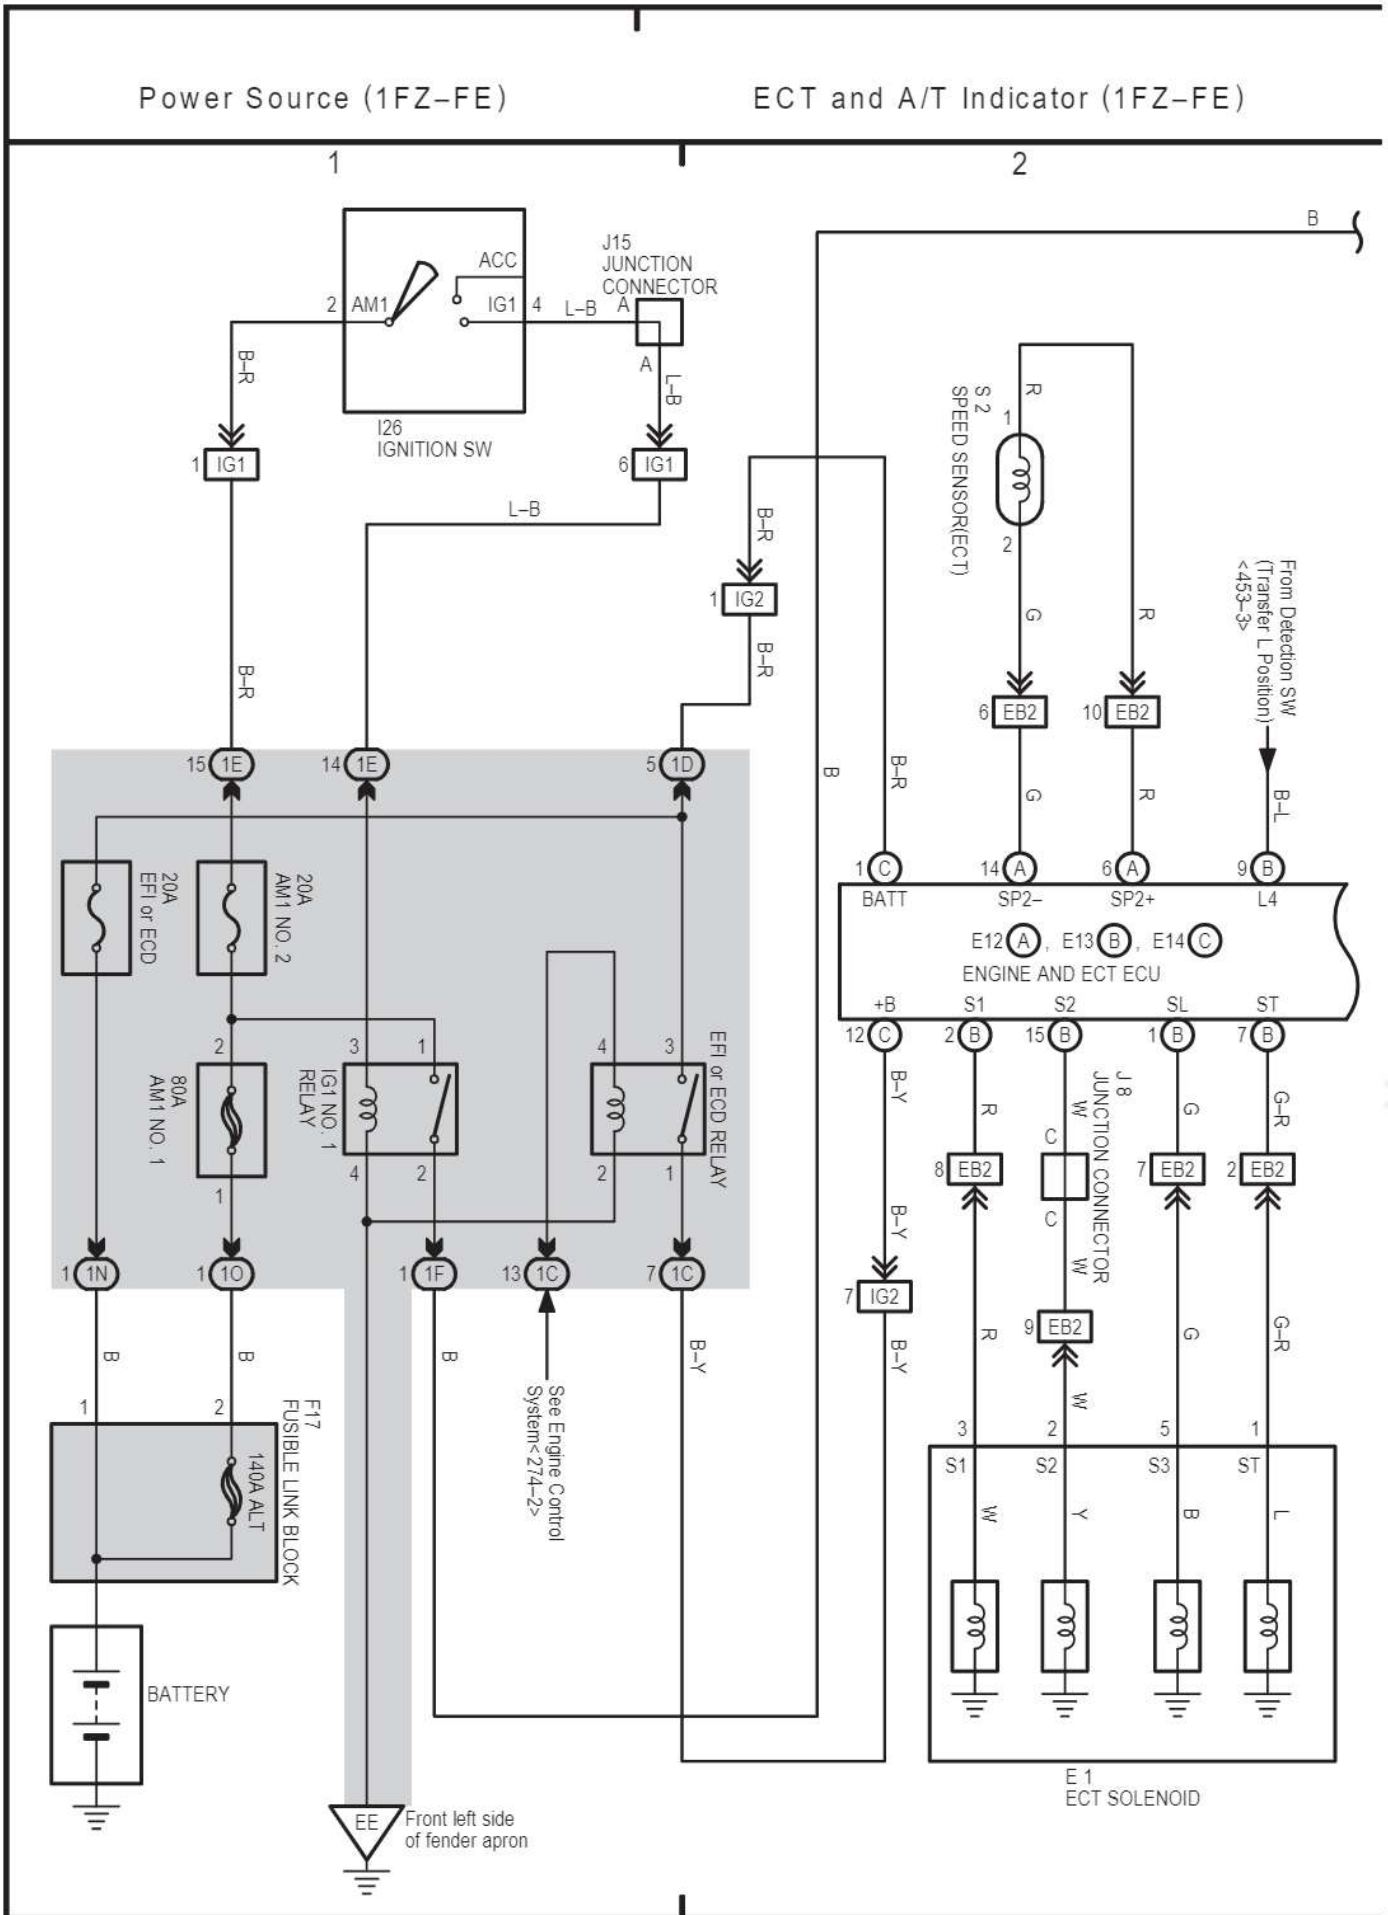 Power Source (1FZ–FE)
ECT and A/T Indicator (1FZ–FE)
1
2
B
J15
JUNCTION
CONNECTOR
ACC
2
AM1
IG1
4
L–B
A
A
L–B
B–R
I26
IGNITION SW
1
IG1
6
IG1
L–B
B–R
R
1
S 2
SPEED SENSOR(ECT)
2
1
IG2
B–R
B–R
G
R
From Detection SW
(Transfer L Position)
<453–3>
6
EB2
10
EB2
15
1E
14
1E
5
1D
B
B–R
G
R
B–L
1
C
14
A
6
A
9
B
BATT
SP2–
SP2+
L4
E12
A
,
E13
B
,
E14
C
ENGINE AND ECT ECU
+B
S1
S2
SL
ST
12
C
2
B
15
B
1
B
7
B
20A
EFI or ECD
20A
AM1 NO. 2
2
80A
AM1 NO. 1
1
3
1
IG1 NO. 1
RELAY
4
2
4
3
EFI or ECD RELAY
2
1
B–Y
R
W
J 8
JUNCTION CONNECTOR
C
C
G
G–R
8
EB2
7
EB2
2
EB2
B–Y
W
1
1N
1
1O
1
1F
13
1C
7
1C
7
IG2
9
EB2
B
B
B
See Engine Control
System<274–2>
B–Y
B–Y
R
G
G–R
W
1
2
F17
FUSIBLE LINK BLOCK
140A ALT
3
2
5
1
S1
S2
S3
ST
W
Y
B
L
BATTERY
E 1
ECT SOLENOID
EE
Front left side
of fender apron